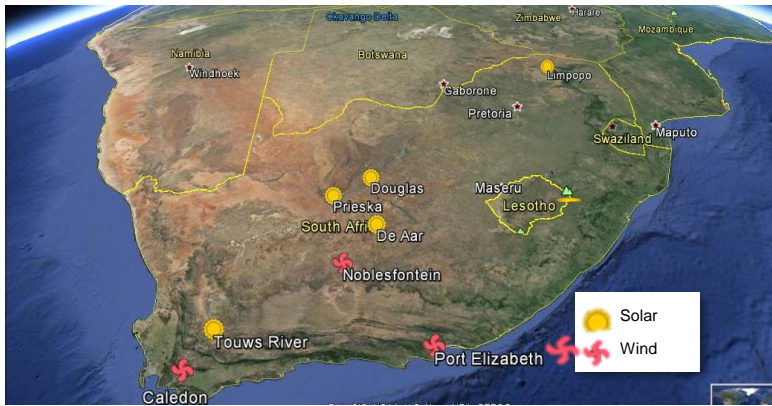 Okavango Delta
Zimbabwe
Harare
Mozambique
Namibia
Botswana
Windhoek
Limpopo
Gaborone
Pretoria
Swaziland
Maputo
Douglas
Maseru
Prieska
Lesotho
South Afri
De Aar
Noblesfontein
Solar
Touws River
Wind
Port Elizabeth
Caledon